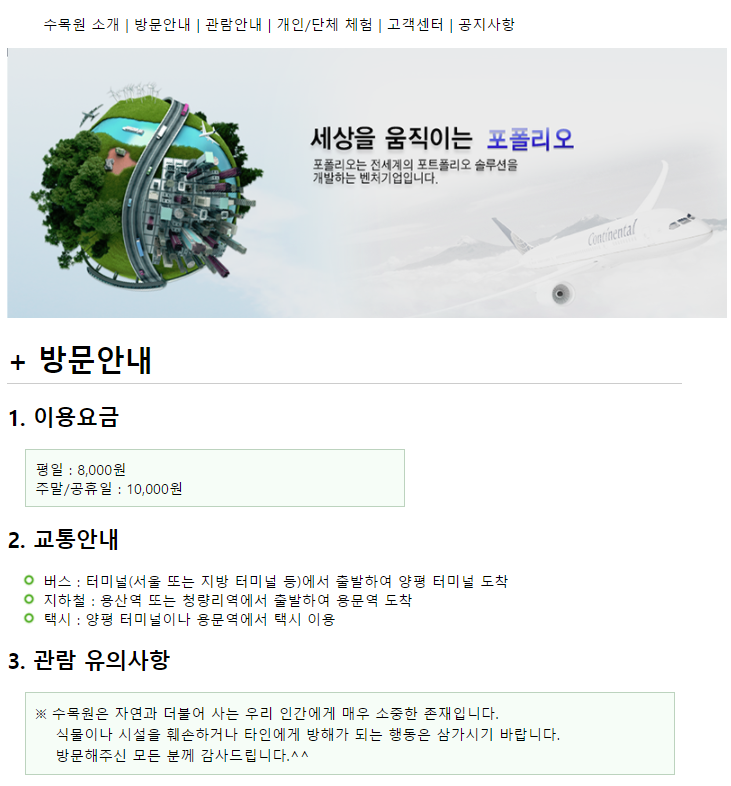 수목원 소개 | 방문안내 | 관람안내 | 개인/단체 체험 | 고객센터 | 공지사항
세상을 움직이는 포폴리오
포폴리오는 전세계의 포트폴리오 솔루션을
개발하는 벤처기업입니다.
Continental
+ 방문안내
1. 이용요금
평일 : 8,000원
주말/공휴일 : 10,000원
2. 교통안내
버스 : 터미널(서울 또는 지방 터미널 등)에서 출발하여 양평 터미널 도착
지하철 : 용산역 또는 청량리역에서 출발하여 용문역 도착
택시 : 양평 터미널이나 용문역에서 택시 이용
3. 관람 유의사항
※ 수목원은 자연과 더불어 사는 우리 인간에게 매우 소중한 존재입니다.
식물이나 시설을 훼손하거나 타인에게 방해가 되는 행동은 삼가시기 바랍니다.
방문해주신 모든 분께 감사드립니다.^^